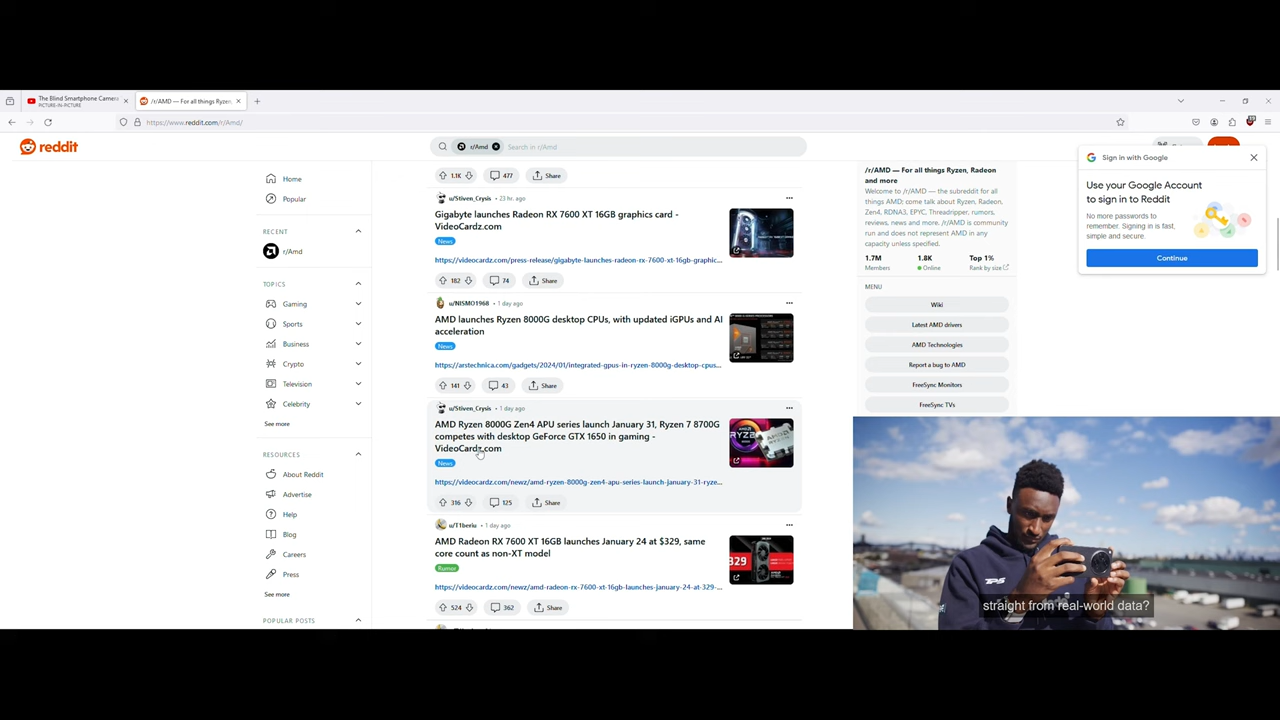 The Blind Smartphone Camera
PICTURE-IN-PICTURE
/r/AMD — For all things Ryzen,
https://www.reddit.com/r/Amd/
reddit
r/Amd
Search in r/Amd
Home
Popular
RECENT
r/Amd
TOPICS
Gaming
Sports
Business
Crypto
Television
Celebrity
See more
RESOURCES
About Reddit
Advertise
Help
Blog
Careers
Press
See more
POPULAR POSTS
1.1K
477
Share
u/Stiven_Crysis • 23 hr. ago
Gigabyte launches Radeon RX 7600 XT 16GB graphics card -
VideoCardz.com
News
https://videocardz.com/press-release/gigabyte-launches-radeon-rx-7600-xt-16gb-graphic...
182
74
Share
u/NISMO1968 • 1 day ago
AMD launches Ryzen 8000G desktop CPUs, with updated iGPUs and AI
acceleration
News
https://arstechnica.com/gadgets/2024/01/integrated-gpus-in-ryzen-8000g-desktop-cpus...
141
43
Share
u/Stiven_Crysis • 1 day ago
AMD Ryzen 8000G Zen4 APU series launch January 31, Ryzen 7 8700G
competes with desktop GeForce GTX 1650 in gaming -
VideoCardz.com
News
https://videocardz.com/newz/amd-ryzen-8000g-zen4-apu-series-launch-january-31-ryze...
316
125
Share
u/T1beriu • 1 day ago
AMD Radeon RX 7600 XT 16GB launches January 24 at $329, same
core count as non-XT model
Rumor
329
https://videocardz.com/newz/amd-radeon-rx-7600-xt-16gb-launches-january-24-at-329-...
524
362
Share
/r/AMD — For all things Ryzen, Radeon
and more
Welcome to /r/AMD — the subreddit for all
things AMD; come talk about Ryzen, Radeon,
Zen4, RDNA3, EPYC, Threadripper, rumors,
reviews, news and more. /r/AMD is community
run and does not represent AMD in any
capacity unless specified.
1.7M
Members
1.8K
Online
Top 1%
Rank by size
MENU
Wiki
Latest AMD drivers
AMD Technologies
Report a bug to AMD
FreeSync Monitors
FreeSync TVs
Sign in with Google
Use your Google Account
to sign in to Reddit
No more passwords to
remember. Signing in is fast,
simple and secure.
Continue
straight from real-world data?